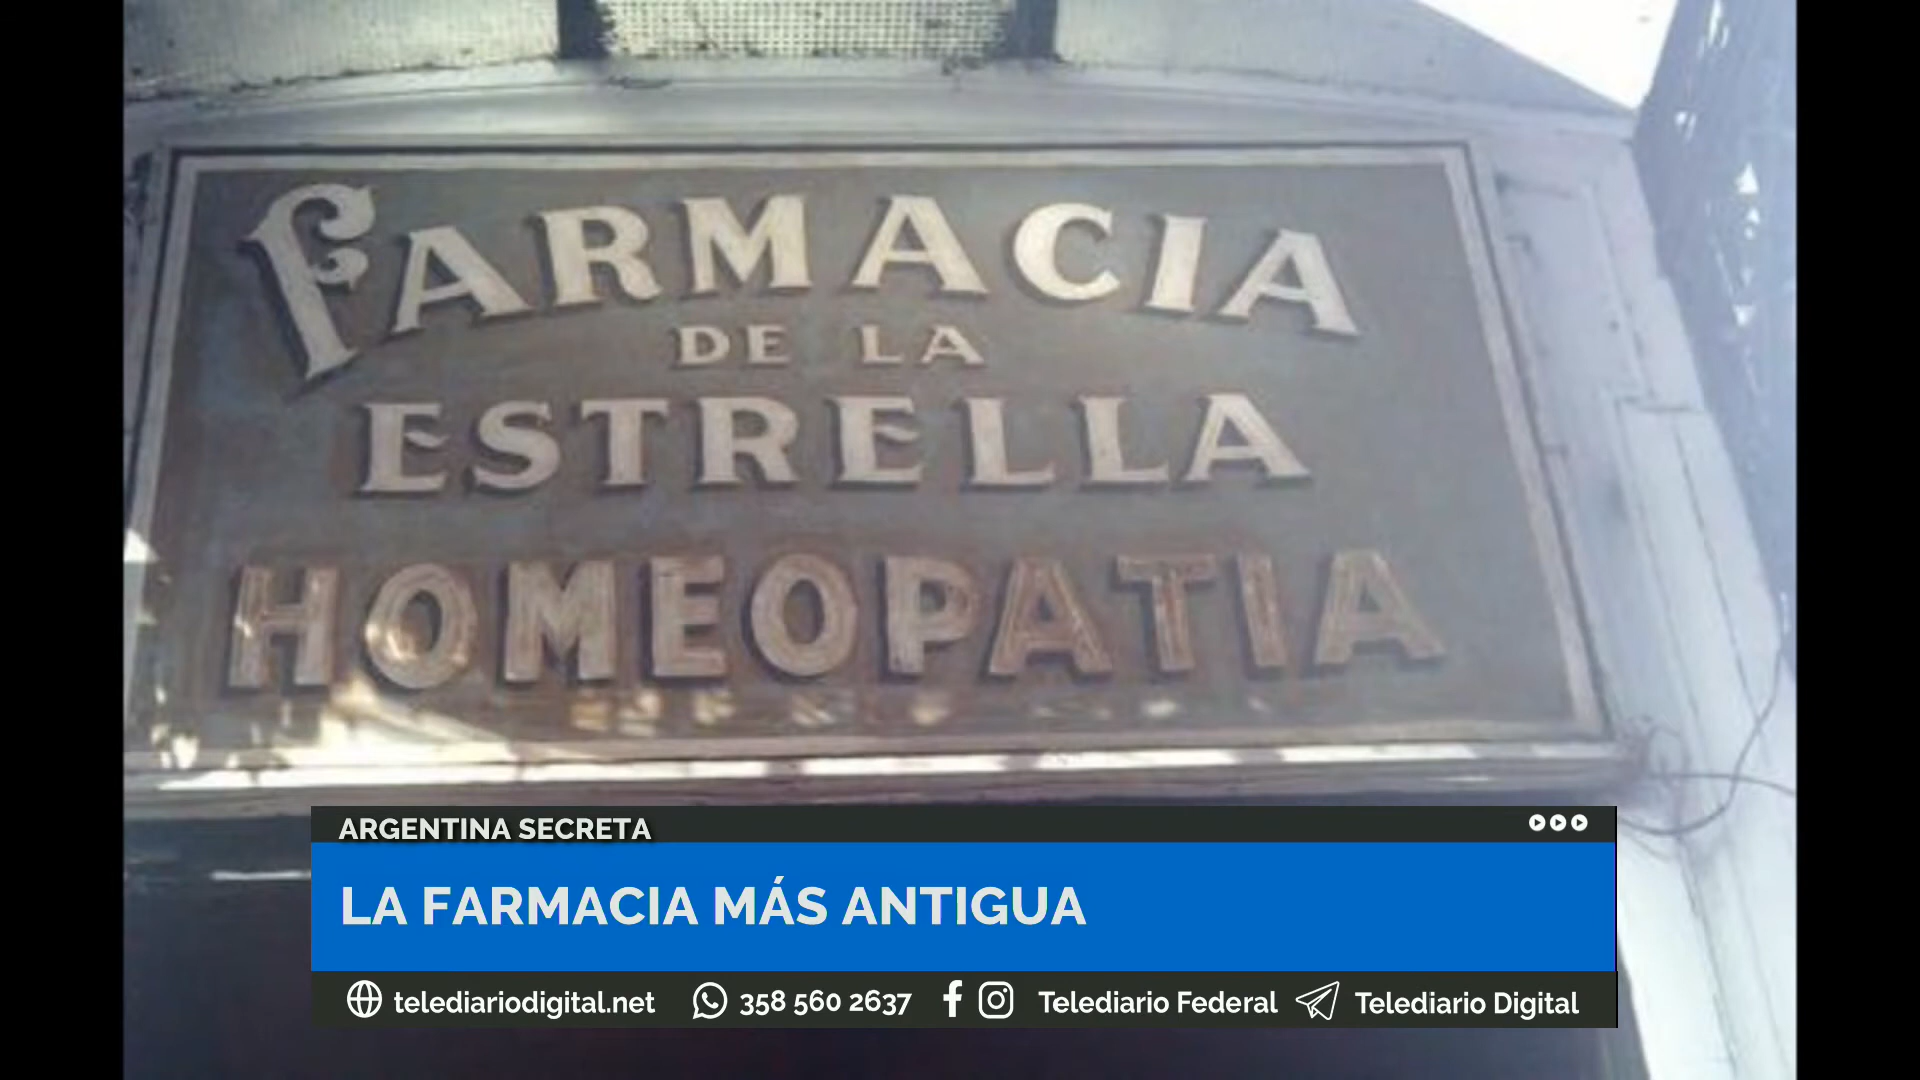 FARMACIA
DE LA
ESTRELLA
HOMEOPATIA
ARGENTINA SECRETA
LA FARMACIA MÁS ANTIGUA
telediariodigital.net 358 560 2637 Telediario Federal Telediario Digital